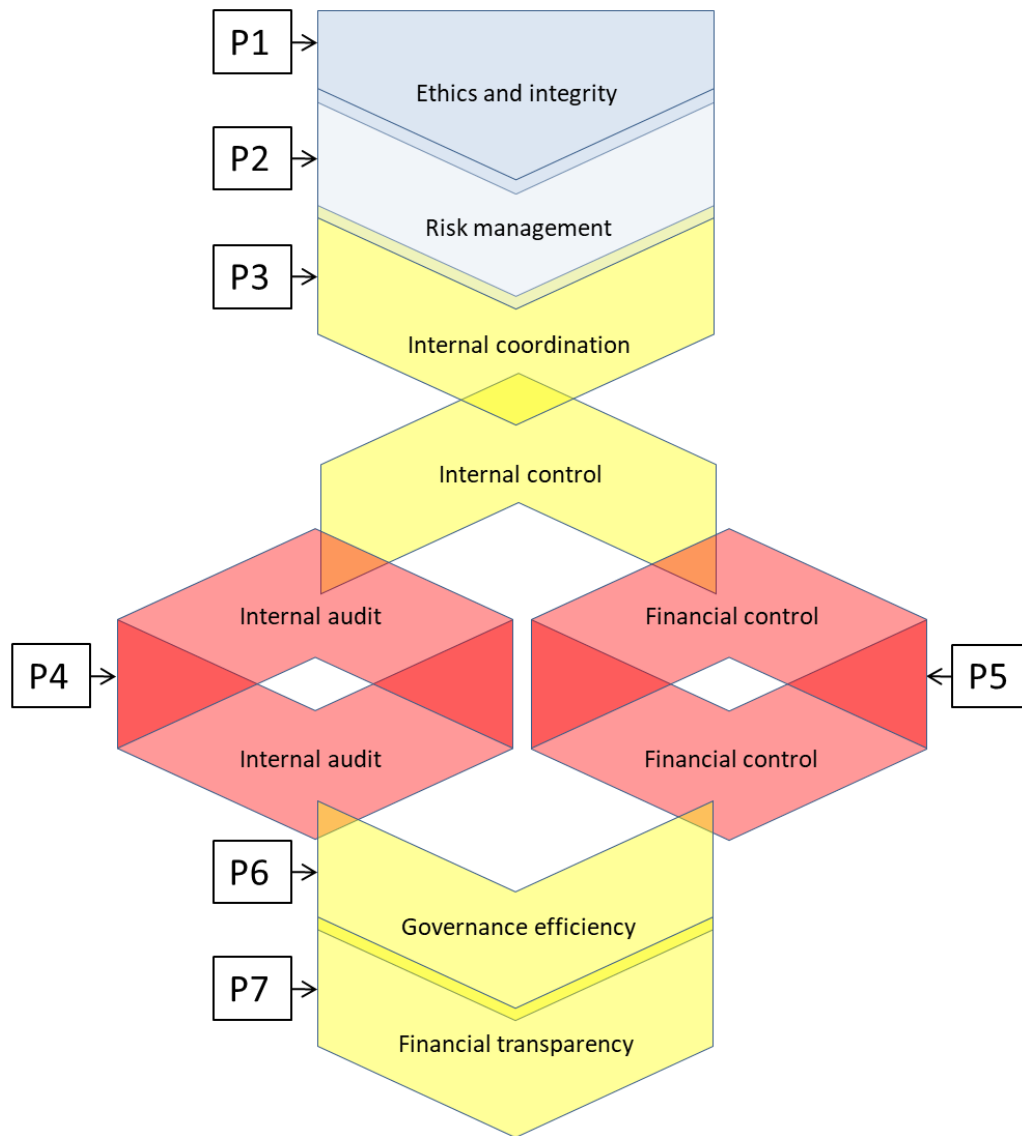 P1
Ethics and integrity
P2
Risk management
P3
Internal coordination
Internal control
Internal audit
Financial control
P4
P5
Internal audit
Financial control
P6
Governance efficiency
P7
Financial transparency